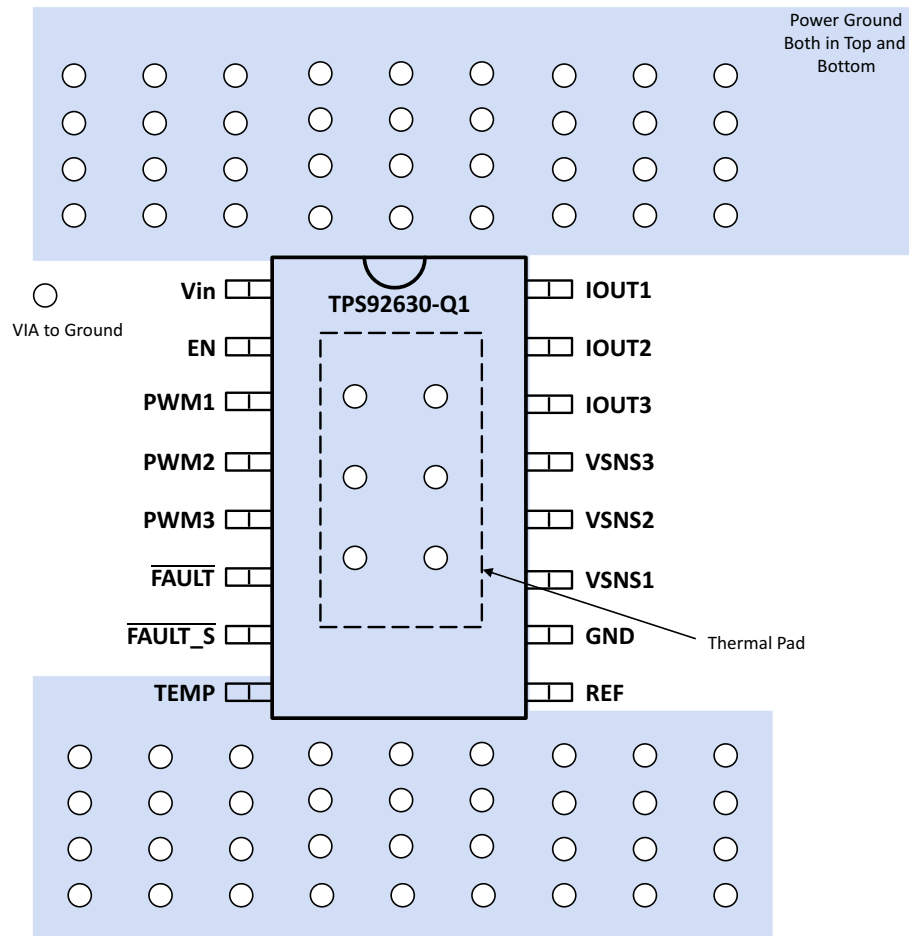 Power Ground
Both in Top and
Bottom
Vin
IOUT1
VIA to Ground
TPS92630-Q1
EN
IOUT2
PWM1
IOUT3
PWM2
VSNS3
PWM3
VSNS2
FAULT
VSNS1
FAULT_S
GND
Thermal Pad
TEMP
REF